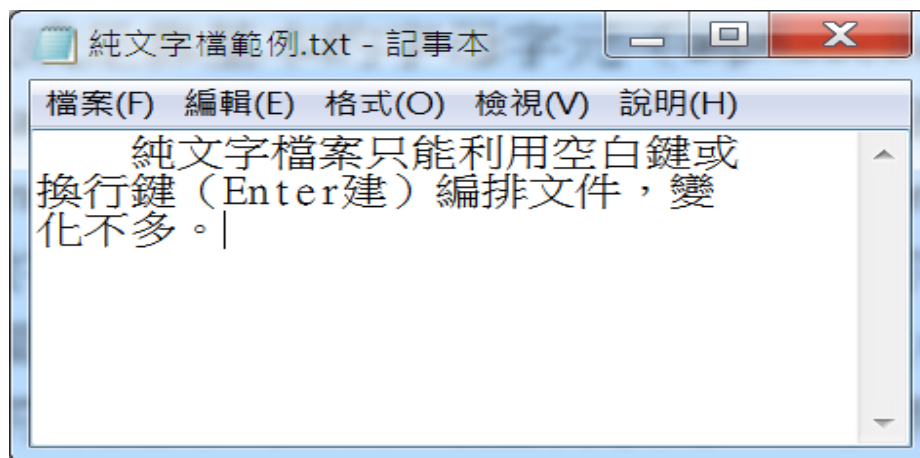 純文字檔範例.txt - 記事本
檔案(F) 編輯(E) 格式(O) 檢視(V) 說明(H)
純文字檔案只能利用空白鍵或
換行鍵（Enter建）編排文件，變
化不多。